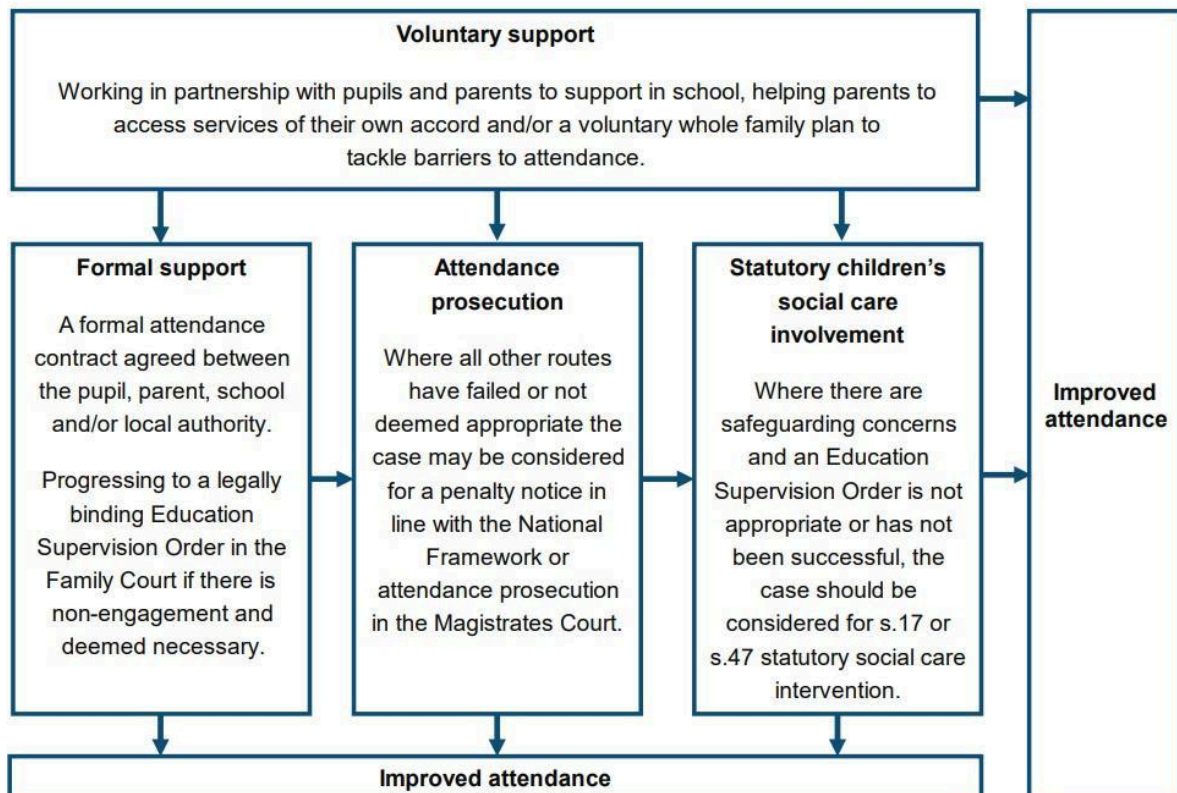 Voluntary support
Working in partnership with pupils and parents to support in school, helping parents to
access services of their own accord and/or a voluntary whole family plan to
tackle barriers to attendance.
Formal support
A formal attendance
contract agreed between
the pupil, parent, school
and/or local authority.
Progressing to a legally
binding Education
Supervision Order in the
Family Court if there is
non-engagement and
deemed necessary.
Attendance
prosecution
Where all other routes
have failed or not
deemed appropriate the
case may be considered
for a penalty notice in
line with the National
Framework or
attendance prosecution
in the Magistrates Court.
Statutory children’s
social care
involvement
Where there are
safeguarding concerns
and an Education
Supervision Order is not
appropriate or has not
been successful, the
case should be
considered for s.17 or
s.47 statutory social care
intervention.
Improved
attendance
Improved attendance